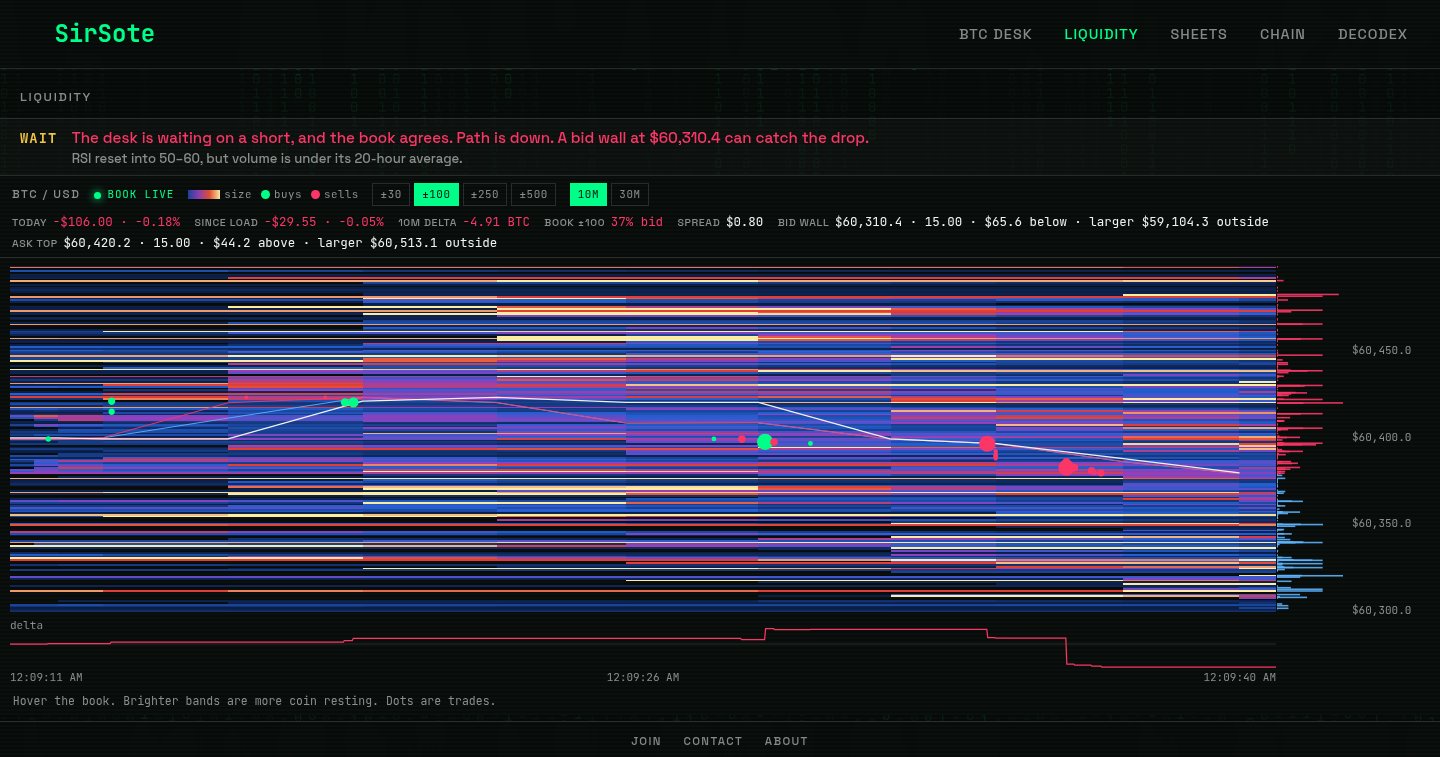 SirSote
BTC DESK LIQUIDITY SHEETS CHAIN DECODEX
LIQUIDITY
WAIT The desk is waiting on a short, and the book agrees. Path is down. A bid wall at $60,310.4 can catch the drop.
RSI reset into 50–60, but volume is under its 20-hour average.
BTC / USD BOOK LIVE size buys sells ±30 ±100 ±250 ±500 10M 30M
TODAY -$106.00 · -0.18% SINCE LOAD -$29.55 · -0.05% 10M DELTA -4.91 BTC BOOK ±100 37% bid SPREAD $0.80 BID WALL $60,310.4 · 15.00 · $65.6 below · larger $59,104.3 outside
ASK TOP $60,420.2 · 15.00 · $44.2 above · larger $60,513.1 outside
$60,450.0
$60,400.0
$60,350.0
$60,300.0
delta
12:09:11 AM 12:09:26 AM 12:09:40 AM
Hover the book. Brighter bands are more coin resting. Dots are trades.
JOIN CONTACT ABOUT